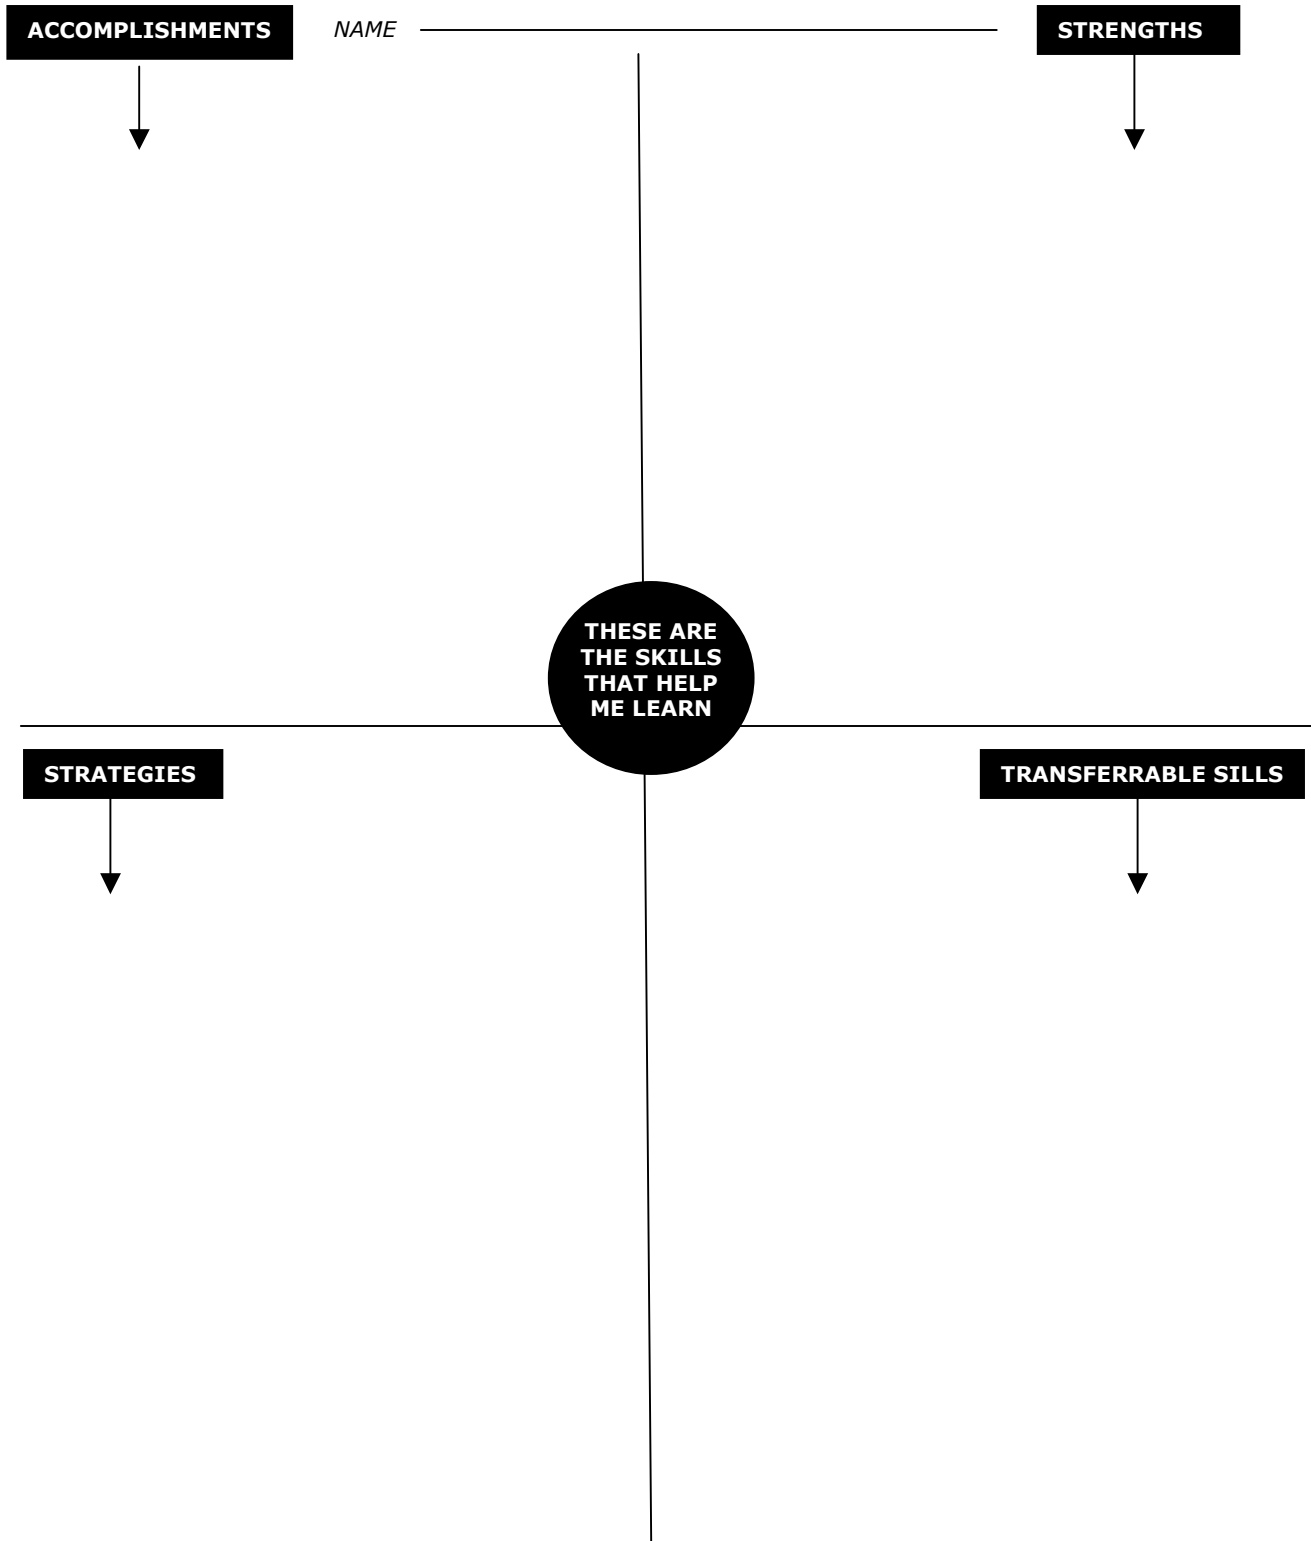 ACCOMPLISHMENTS
NAME
STRENGTHS
THESE ARE
THE SKILLS
THAT HELP
ME LEARN
STRATEGIES
TRANSFERRABLE SILLS